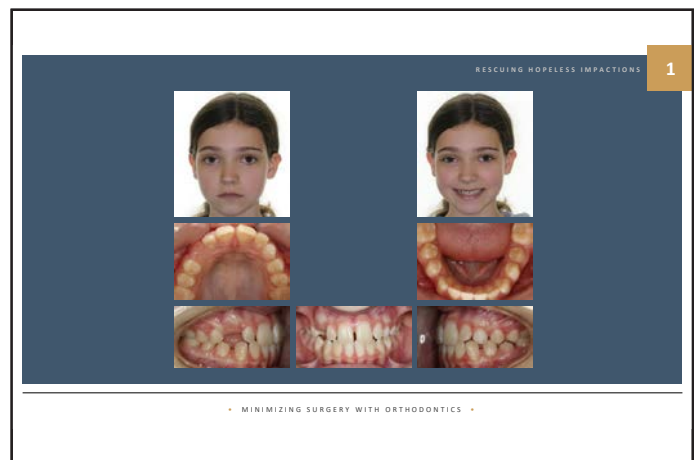 RESCUING HOPELESS IMPACTIONS
1
• MINIMIZING SURGERY WITH ORTHODONTICS •